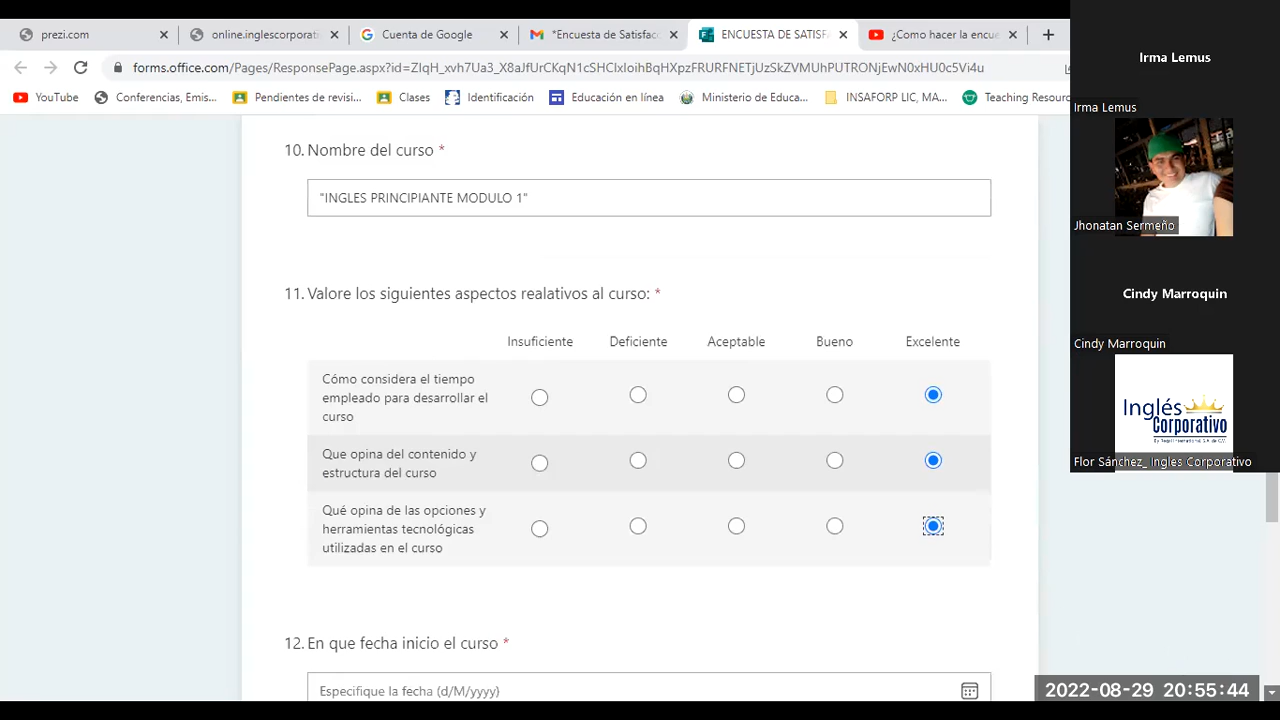 prezi.com
online.inglescorporati
Cuenta de Google
*Encuesta de Satisfacc
ENCUESTA DE SATISFA
¿Como hacer la encue
forms.office.com/Pages/ResponsePage.aspx?id=ZIqH_xvh7Ua3_X8aJfUrCKqN1cSHCIxIoihBqHXpzFRURFNETjUzSkZVMUhPUTRONjEwN0xHU0c5Vi4u
YouTube
Conferencias, Emis...
Pendientes de revisi...
Clases
Identificación
Educación en línea
Ministerio de Educa...
INSAFORP LIC, MA...
Teaching Resour
10. Nombre del curso *
"INGLES PRINCIPIANTE MODULO 1"
11. Valore los siguientes aspectos realativos al curso: *
Insuficiente Deficiente Aceptable Bueno Excelente
Cómo considera el tiempo
empleado para desarrollar el
curso
Que opina del contenido y
estructura del curso
Qué opina de las opciones y
herramientas tecnológicas
utilizadas en el curso
12. En que fecha inicio el curso *
Especifique la fecha (d/M/yyyy)
Irma Lemus
Irma Lemus
Jhonatan Sermeño
Cindy Marroquin
Cindy Marroquin
Inglés
Corporativo
Flor Sánchez_ Ingles Corporativo
2022-08-29 20:55:44